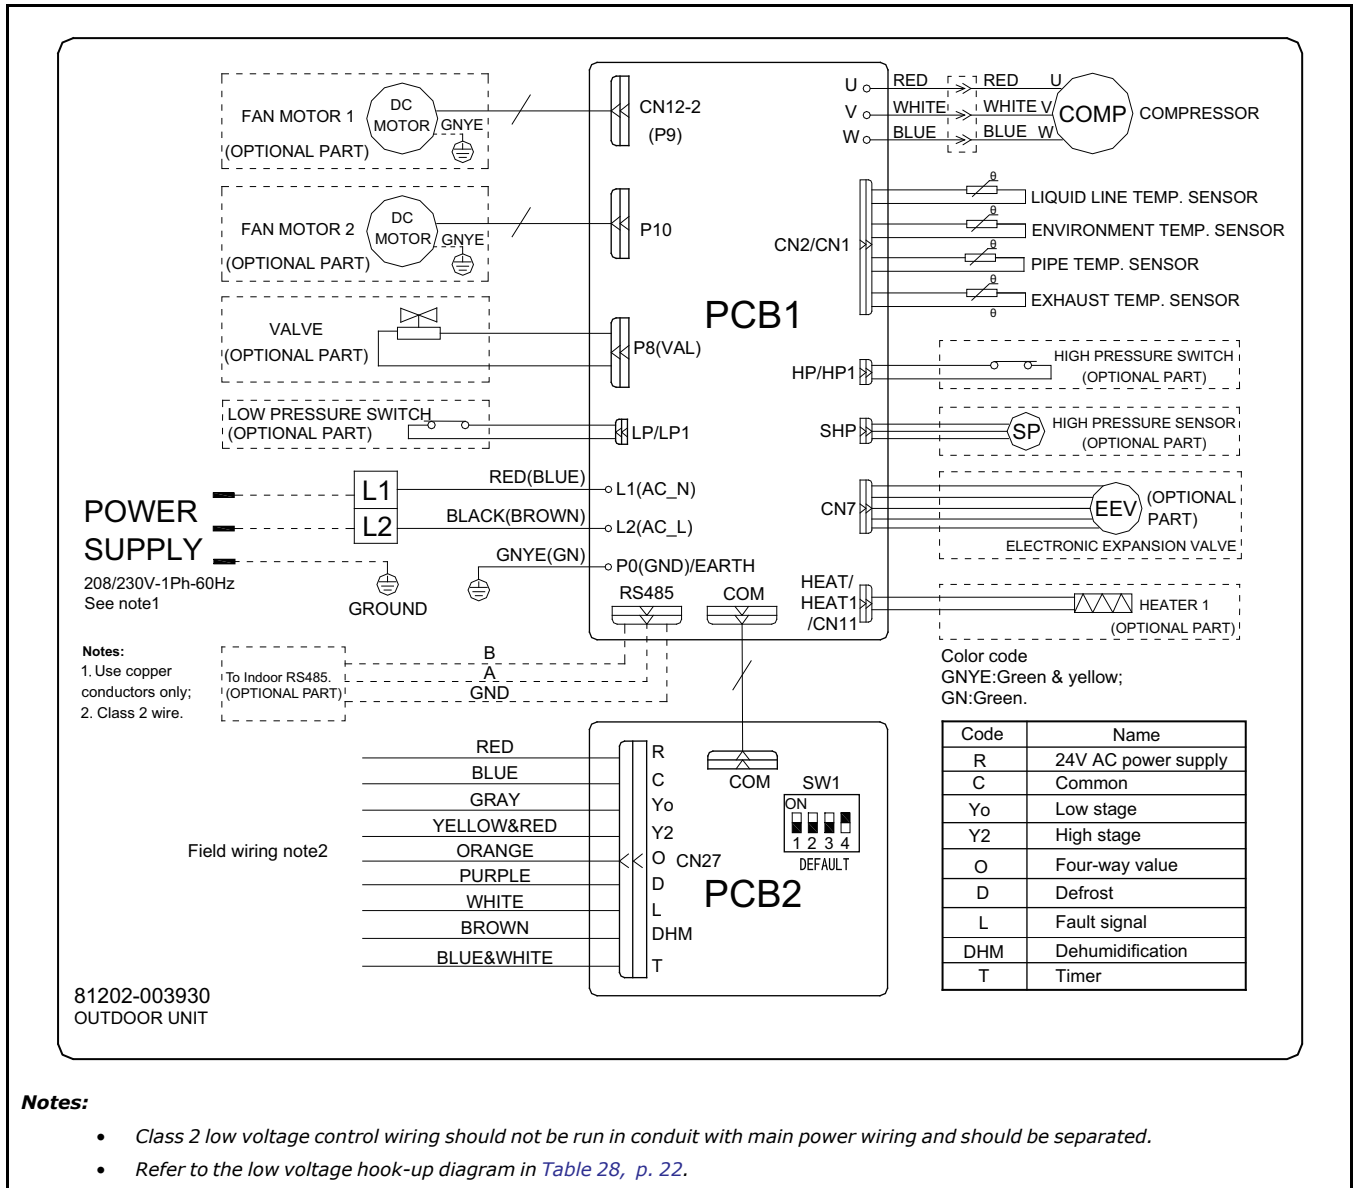 FAN MOTOR 1
(OPTIONAL PART)
DC
MOTOR
GNYE
CN12-2
(P9)
FAN MOTOR 2
(OPTIONAL PART)
DC
MOTOR
GNYE
P10
VALVE
(OPTIONAL PART)
P8(VAL)
LOW PRESSURE SWITCH
(OPTIONAL PART)
LP/LP1
POWER
SUPPLY
208/230V-1Ph-60Hz
See note1
L1
L2
GROUND
RED(BLUE)
L1(AC_N)
BLACK(BROWN)
L2(AC_L)
GNYE(GN)
P0(GND)/EARTH
RS485
COM
PCB1
U RED RED U
V WHITE WHITE V
W BLUE BLUE W
COMP
COMPRESSOR
CN2/CN1
θ
LIQUID LINE TEMP. SENSOR
θ
ENVIRONMENT TEMP. SENSOR
θ
PIPE TEMP. SENSOR
θ
EXHAUST TEMP. SENSOR
θ
HP/HP1
HIGH PRESSURE SWITCH
(OPTIONAL PART)
SHP
SP
HIGH PRESSURE SENSOR
(OPTIONAL PART)
CN7
EEV
(OPTIONAL
PART)
ELECTRONIC EXPANSION VALVE
HEAT/
HEAT1
/CN11
HEATER 1
(OPTIONAL PART)
Notes:
1. Use copper
conductors only;
2. Class 2 wire.
To Indoor RS485.
(OPTIONAL PART)
B
A
GND
Color code
GNYE:Green & yellow;
GN:Green.
Field wiring note2
RED R
BLUE C
GRAY Yo
YELLOW&RED Y2
ORANGE O
PURPLE D
WHITE L
BROWN DHM
BLUE&WHITE T
CN27
COM
SW1
ON
1 2 3 4
DEFAULT
PCB2
Code Name
R 24V AC power supply
C Common
Yo Low stage
Y2 High stage
O Four-way value
D Defrost
L Fault signal
DHM Dehumidification
T Timer
81202-003930
OUTDOOR UNIT
Notes:
• Class 2 low voltage control wiring should not be run in conduit with main power wiring and should be separated.
• Refer to the low voltage hook-up diagram in Table 28, p. 22.